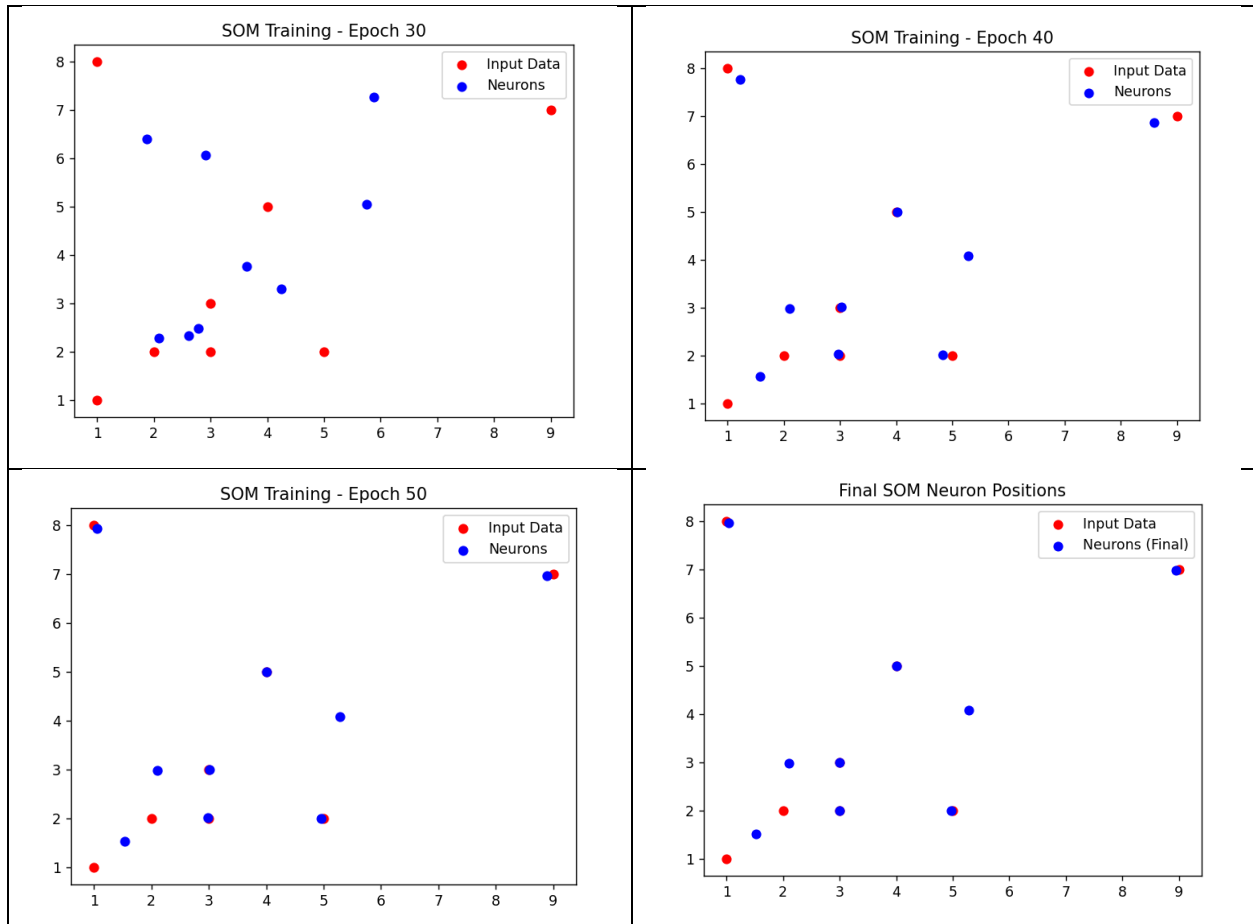 SOM Training - Epoch 30
Input Data
Neurons
8
7
6
5
4
3
2
1
1 2 3 4 5 6 7 8 9
SOM Training - Epoch 40
Input Data
Neurons
8
7
6
5
4
3
2
1
1 2 3 4 5 6 7 8 9
SOM Training - Epoch 50
Input Data
Neurons
8
7
6
5
4
3
2
1
1 2 3 4 5 6 7 8 9
Final SOM Neuron Positions
Input Data
Neurons (Final)
8
7
6
5
4
3
2
1
1 2 3 4 5 6 7 8 9